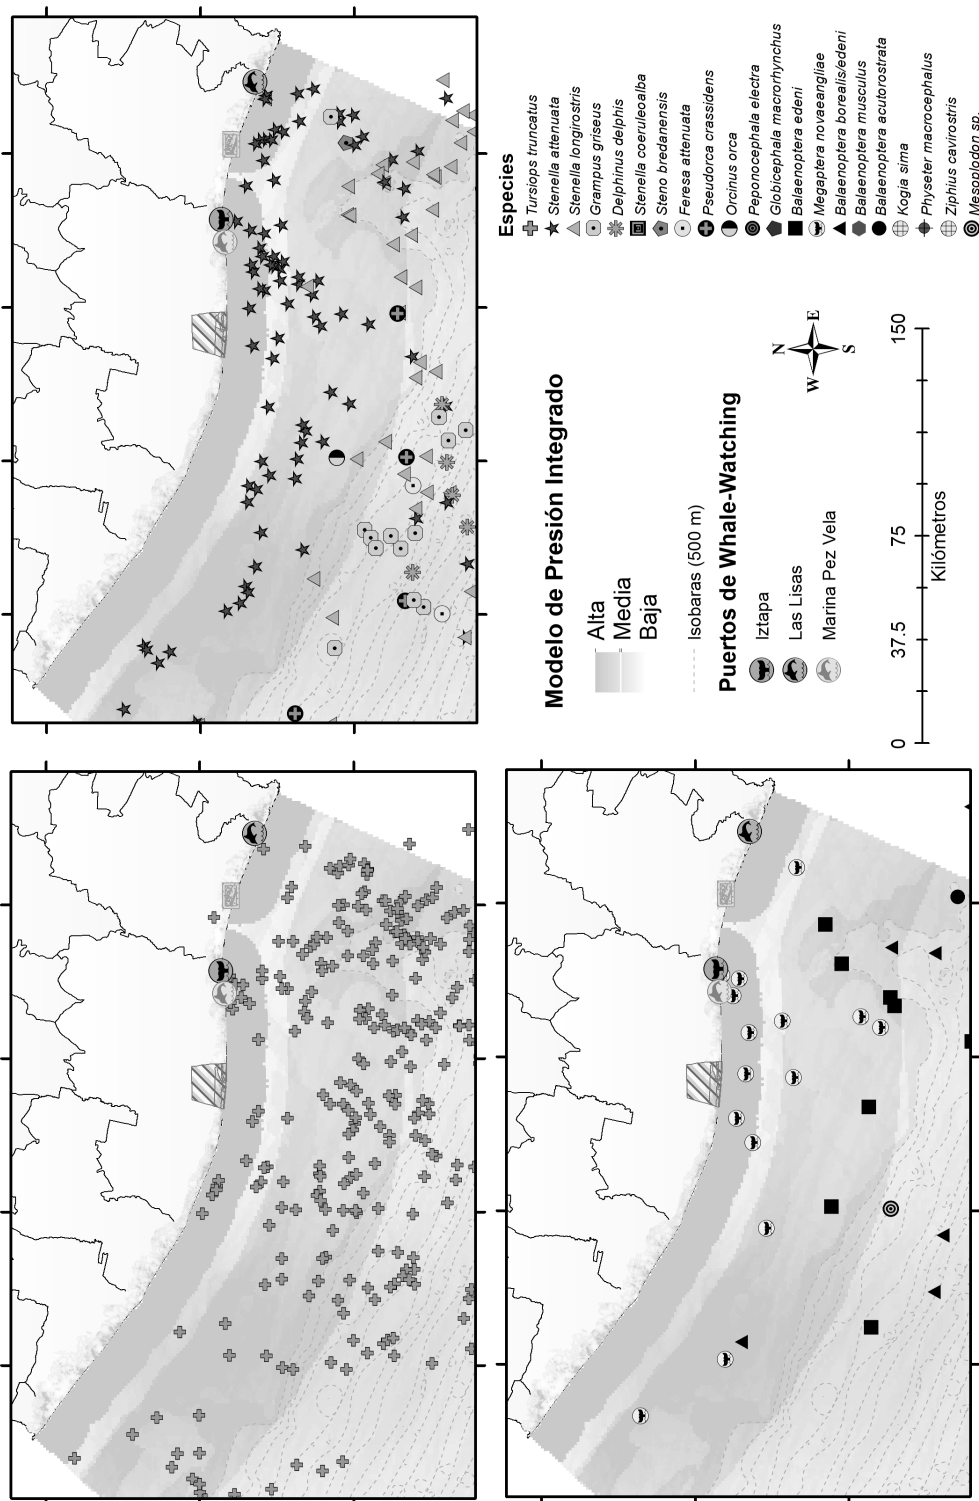 Especies
Tursiops truncatus
Stenella attenuata
Stenella longirostris
Grampus griseus
Delphinus delphis
Stenella coeruleoalba
Steno bredanensis
Feresa attenuata
Pseudorca crassidens
Orcinus orca
Peponocephala electra
Globicephala macrorhynchus
Balaenoptera edeni
Megaptera novaeangliae
Balaenoptera borealis/edeni
Balaenoptera musculus
Balaenoptera acutorostrata
Kogia sima
Physeter macrocephalus
Ziphius cavirostris
Mesoplodon sp.
Modelo de Presión Integrado
Alta
Media
Baja
Isobaras (500 m)
Puertos de Whale-Watching
Iztapa
Las Lisas
Marina Pez Vela
N
W E
S
0 37.5 75 150
Kilómetros